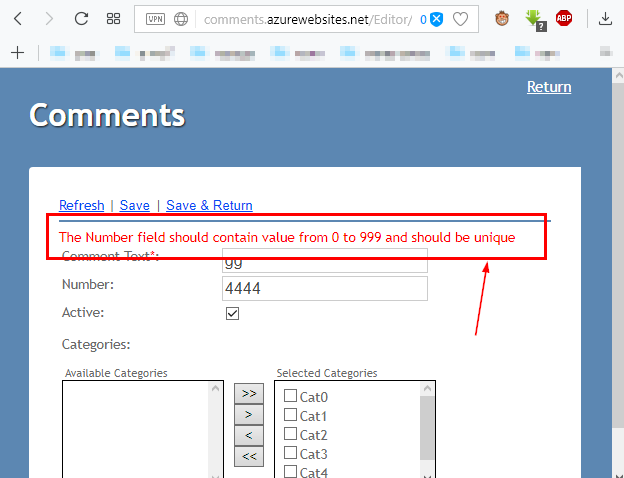 VPN
comments.azurewebsites.net/Editor/ 0
ABP
?
Return
Comments
Refresh | Save | Save & Return
The Number field should contain value from 0 to 999 and should be unique
Comment Text*: gg
Number: 4444
Active:
Categories:
Available Categories Selected Categories
>>
>
<
<<
Cat0
Cat1
Cat2
Cat3
Cat4